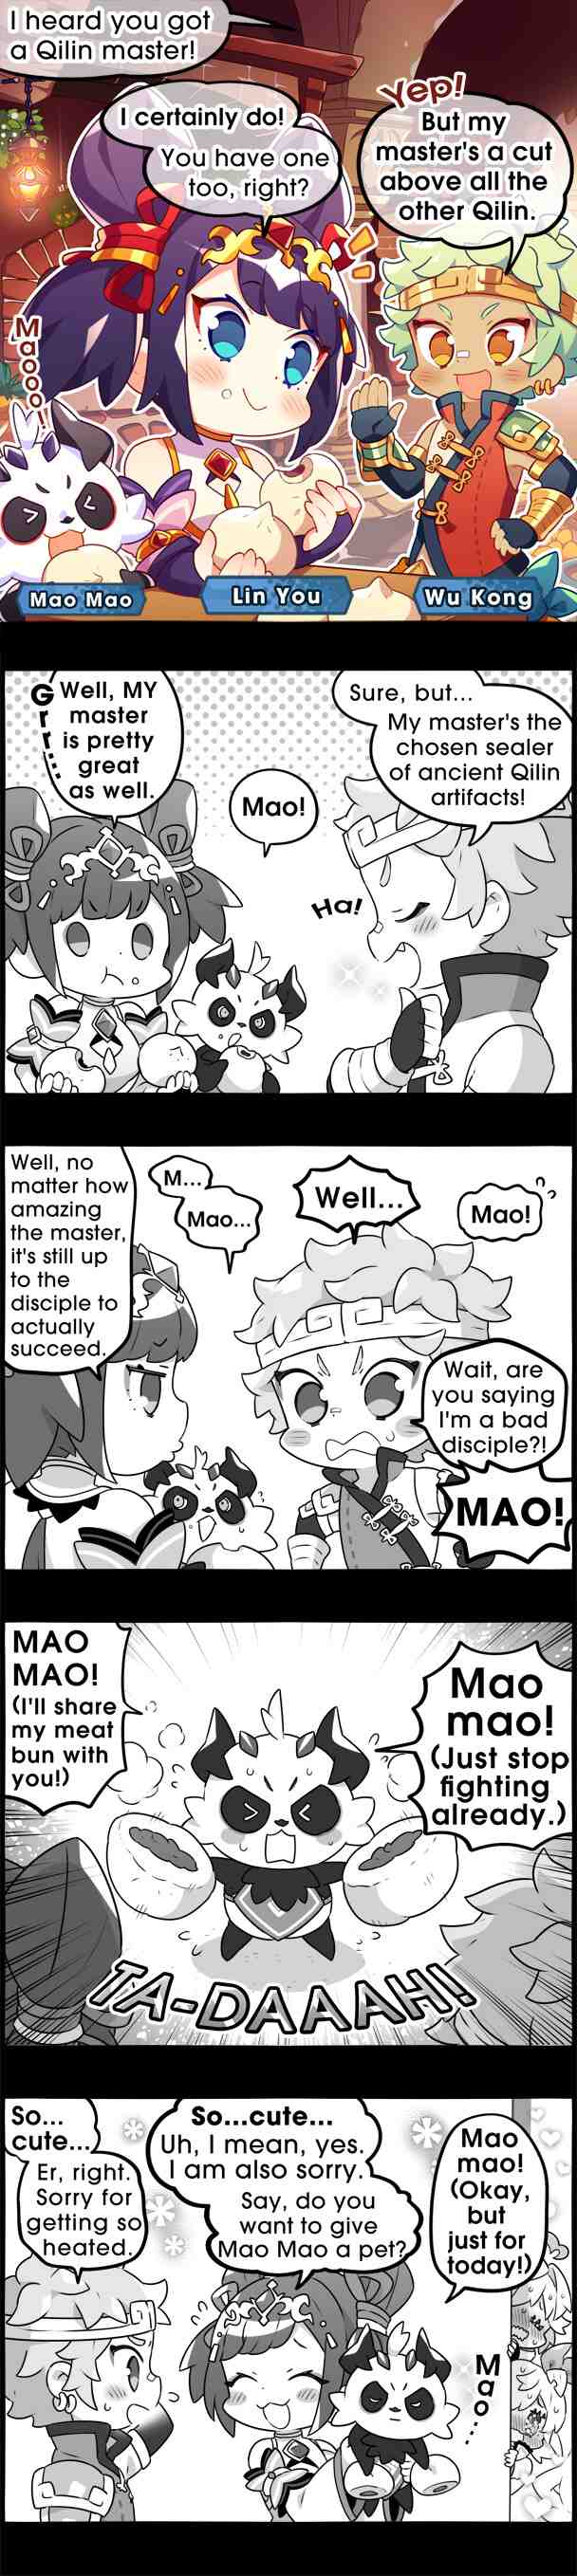 I heard you got
a Qilin master!
I certainly do!
You have one
too, right?
Yep!
But my
master's a cut
above all the
other Qilin.
Maooo!
Mao Mao
Lin You
Wu Kong
Grr...
Well, MY
master
is pretty
great
as well.
Mao!
Sure, but...
My master's the
chosen sealer
of ancient Qilin
artifacts!
Ha!
Well, no
matter how
amazing
the master,
it's still up
to the
disciple to
actually
succeed.
M...
Mao...
Well...
Mao!
Wait, are
you saying
I'm a bad
disciple?!
MAO!
MAO
MAO!
(I'll share
my meat
bun with
you!)
Mao
mao!
(Just stop
fighting
already.)
TA-DAAAH!
So...
cute...
Er, right.
Sorry for
getting so
heated.
So...cute...
Uh, I mean, yes.
I am also sorry.
Say, do you
want to give
Mao Mao a pet?
Mao
mao!
(Okay,
but
just for
today!)
Mao...